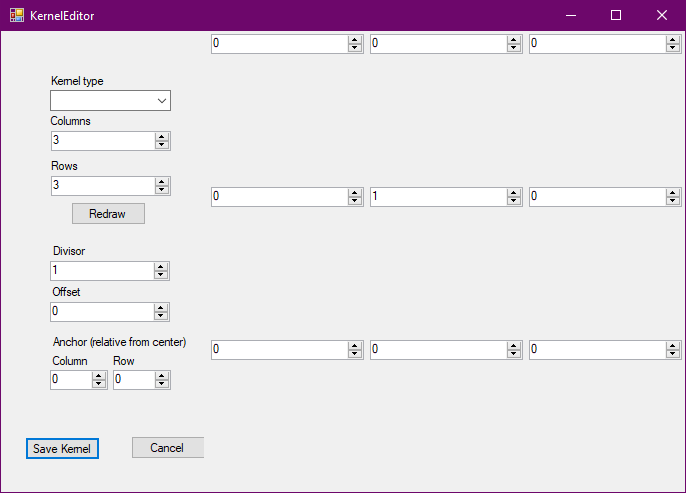 KernelEditor
0 0 0
Kernel type
Columns
3
Rows
3
0 1 0
Redraw
Divisor
1
Offset
0
Anchor (relative from center)
0 0 0
Column Row
0 0
Save Kernel Cancel